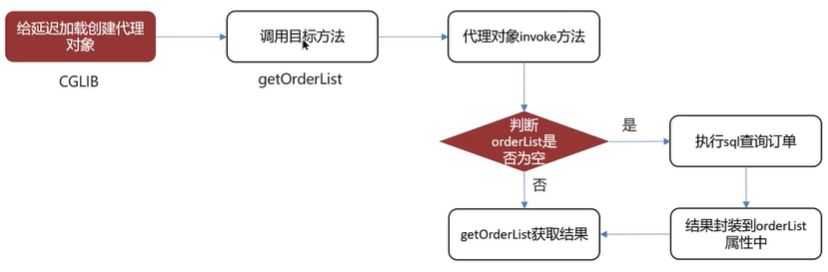 给延迟加载创建代理
对象
调用目标方法
代理对象invoke方法
CGLIB
getOrderList
判断
orderList是
否为空
是
执行sql查询订单
否
getOrderList获取结果
结果封装到orderList
属性中